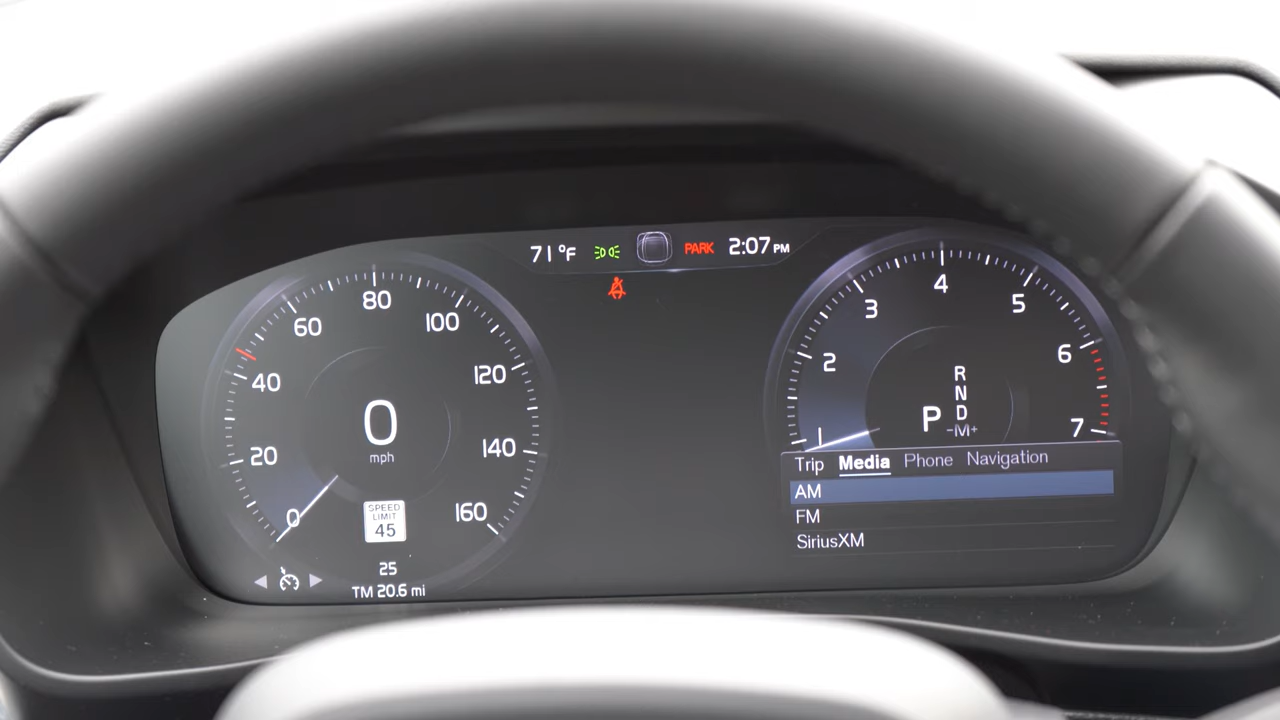 71°F PARK 2:07 PM
0 20 40 60 80 100 120 140 160
0
mph
SPEED
LIMIT
45
25
TM 20.6 mi
1 2 3 4 5 6 7
R
N
P D
-M+
Trip Media Phone Navigation
AM
FM
SiriusXM